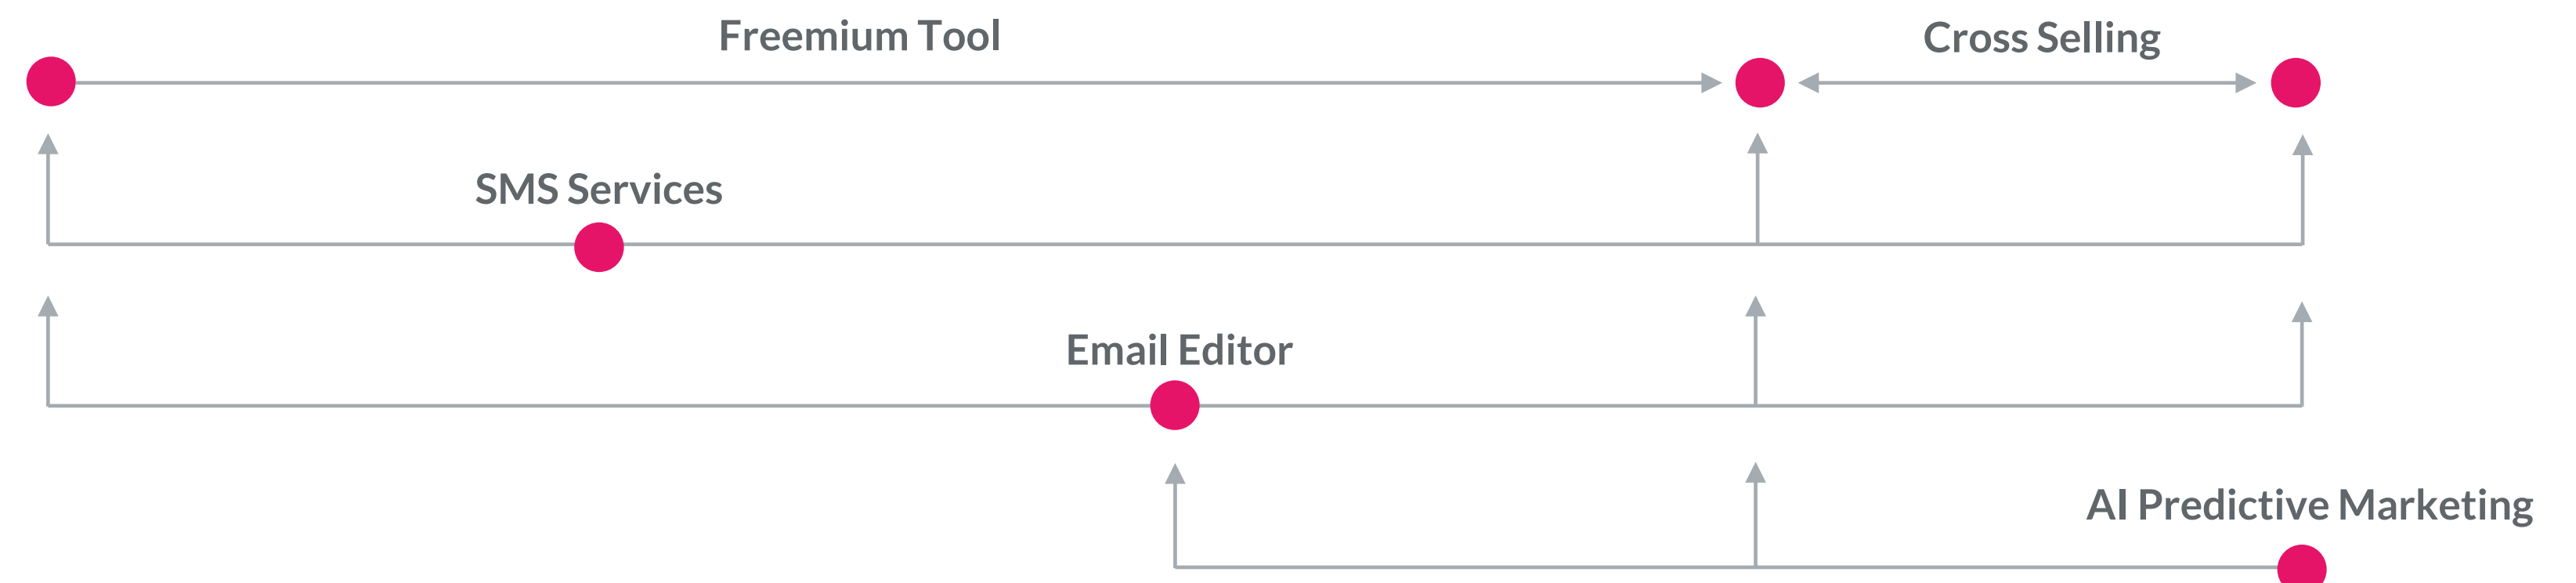 Freemium Tool
Cross Selling
SMS Services
Email Editor
AI Predictive Marketing